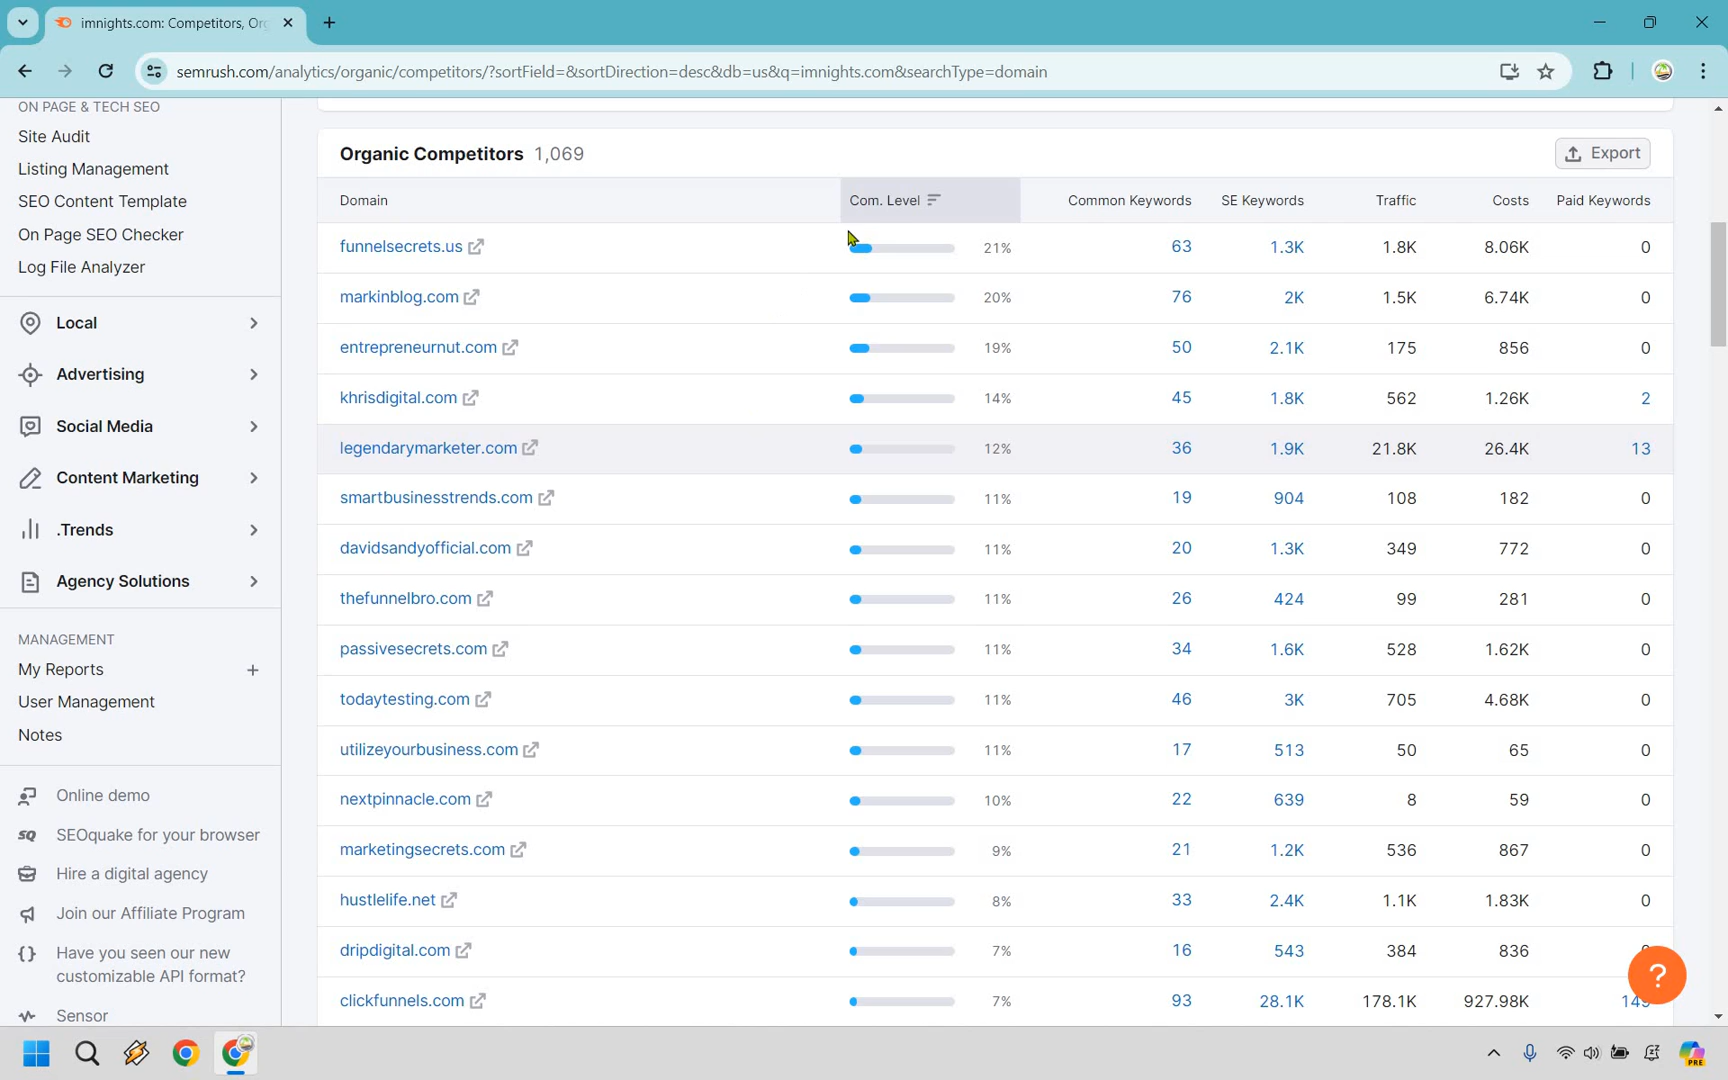 imnights.com: Competitors, Org
semrush.com/analytics/organic/competitors/?sortField=&sortDirection=desc&db=us&q=imnights.com&searchType=domain
ON PAGE & TECH SEO
Site Audit
Listing Management
SEO Content Template
On Page SEO Checker
Log File Analyzer
Local
Advertising
Social Media
Content Marketing
.Trends
Agency Solutions
MANAGEMENT
My Reports +
User Management
Notes
Online demo
SQ SEOquake for your browser
Hire a digital agency
Join our Affiliate Program
{} Have you seen our new
customizable API format?
Sensor
Organic Competitors 1,069
Export
Domain Com. Level Common Keywords SE Keywords Traffic Costs Paid Keywords
funnelsecrets.us 21% 63 1.3K 1.8K 8.06K 0
markinblog.com 20% 76 2K 1.5K 6.74K 0
entrepreneurnut.com 19% 50 2.1K 175 856 0
khrisdigital.com 14% 45 1.8K 562 1.26K 2
legendarymarketer.com 12% 36 1.9K 21.8K 26.4K 13
smartbusinesstrends.com 11% 19 904 108 182 0
davidsandyofficial.com 11% 20 1.3K 349 772 0
thefunnelbro.com 11% 26 424 99 281 0
passivesecrets.com 11% 34 1.6K 528 1.62K 0
todaytesting.com 11% 46 3K 705 4.68K 0
utilizeyourbusiness.com 11% 17 513 50 65 0
nextpinnacle.com 10% 22 639 8 59 0
marketingsecrets.com 9% 21 1.2K 536 867 0
hustlelife.net 8% 33 2.4K 1.1K 1.83K 0
dripdigital.com 7% 16 543 384 836
clickfunnels.com 7% 93 28.1K 178.1K 927.98K
?
PRE